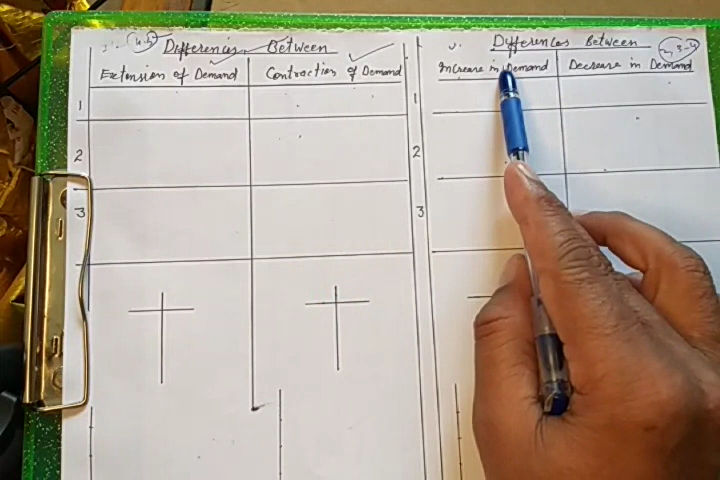 Differences Between
Extension of Demand Contraction of Demand
1
2
3
Differences Between
Increase in Demand Decrease in Demand
1
2
3